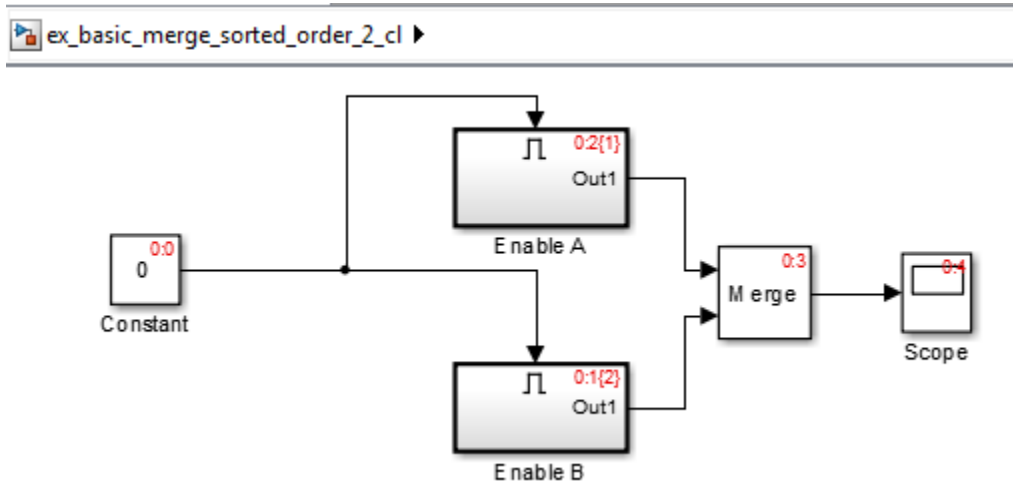 ex_basic_merge_sorted_order_2_cl
0:2{1}
Out1
Enable A
0:0
0
Constant
0:3
Merge
0:4
Scope
0:1{2}
Out1
Enable B